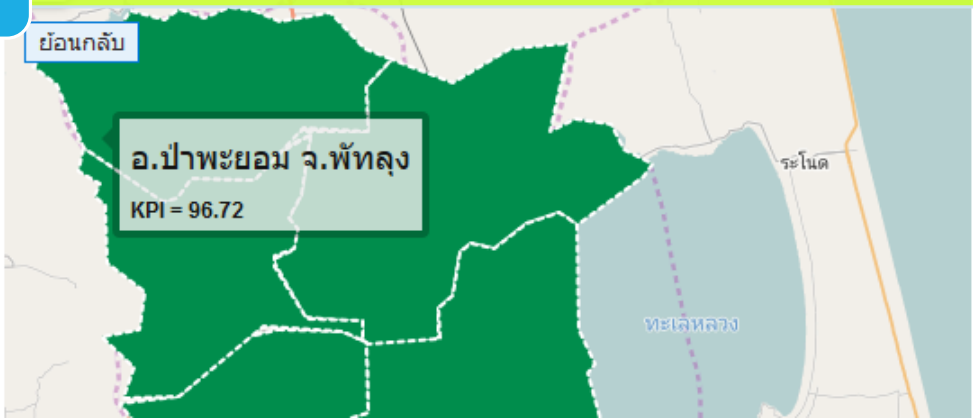 ย้อนกลับ
อ.ป่าพะยอม จ.พัทลุง
KPI = 96.72
ระโนด
ทะเลหลวง